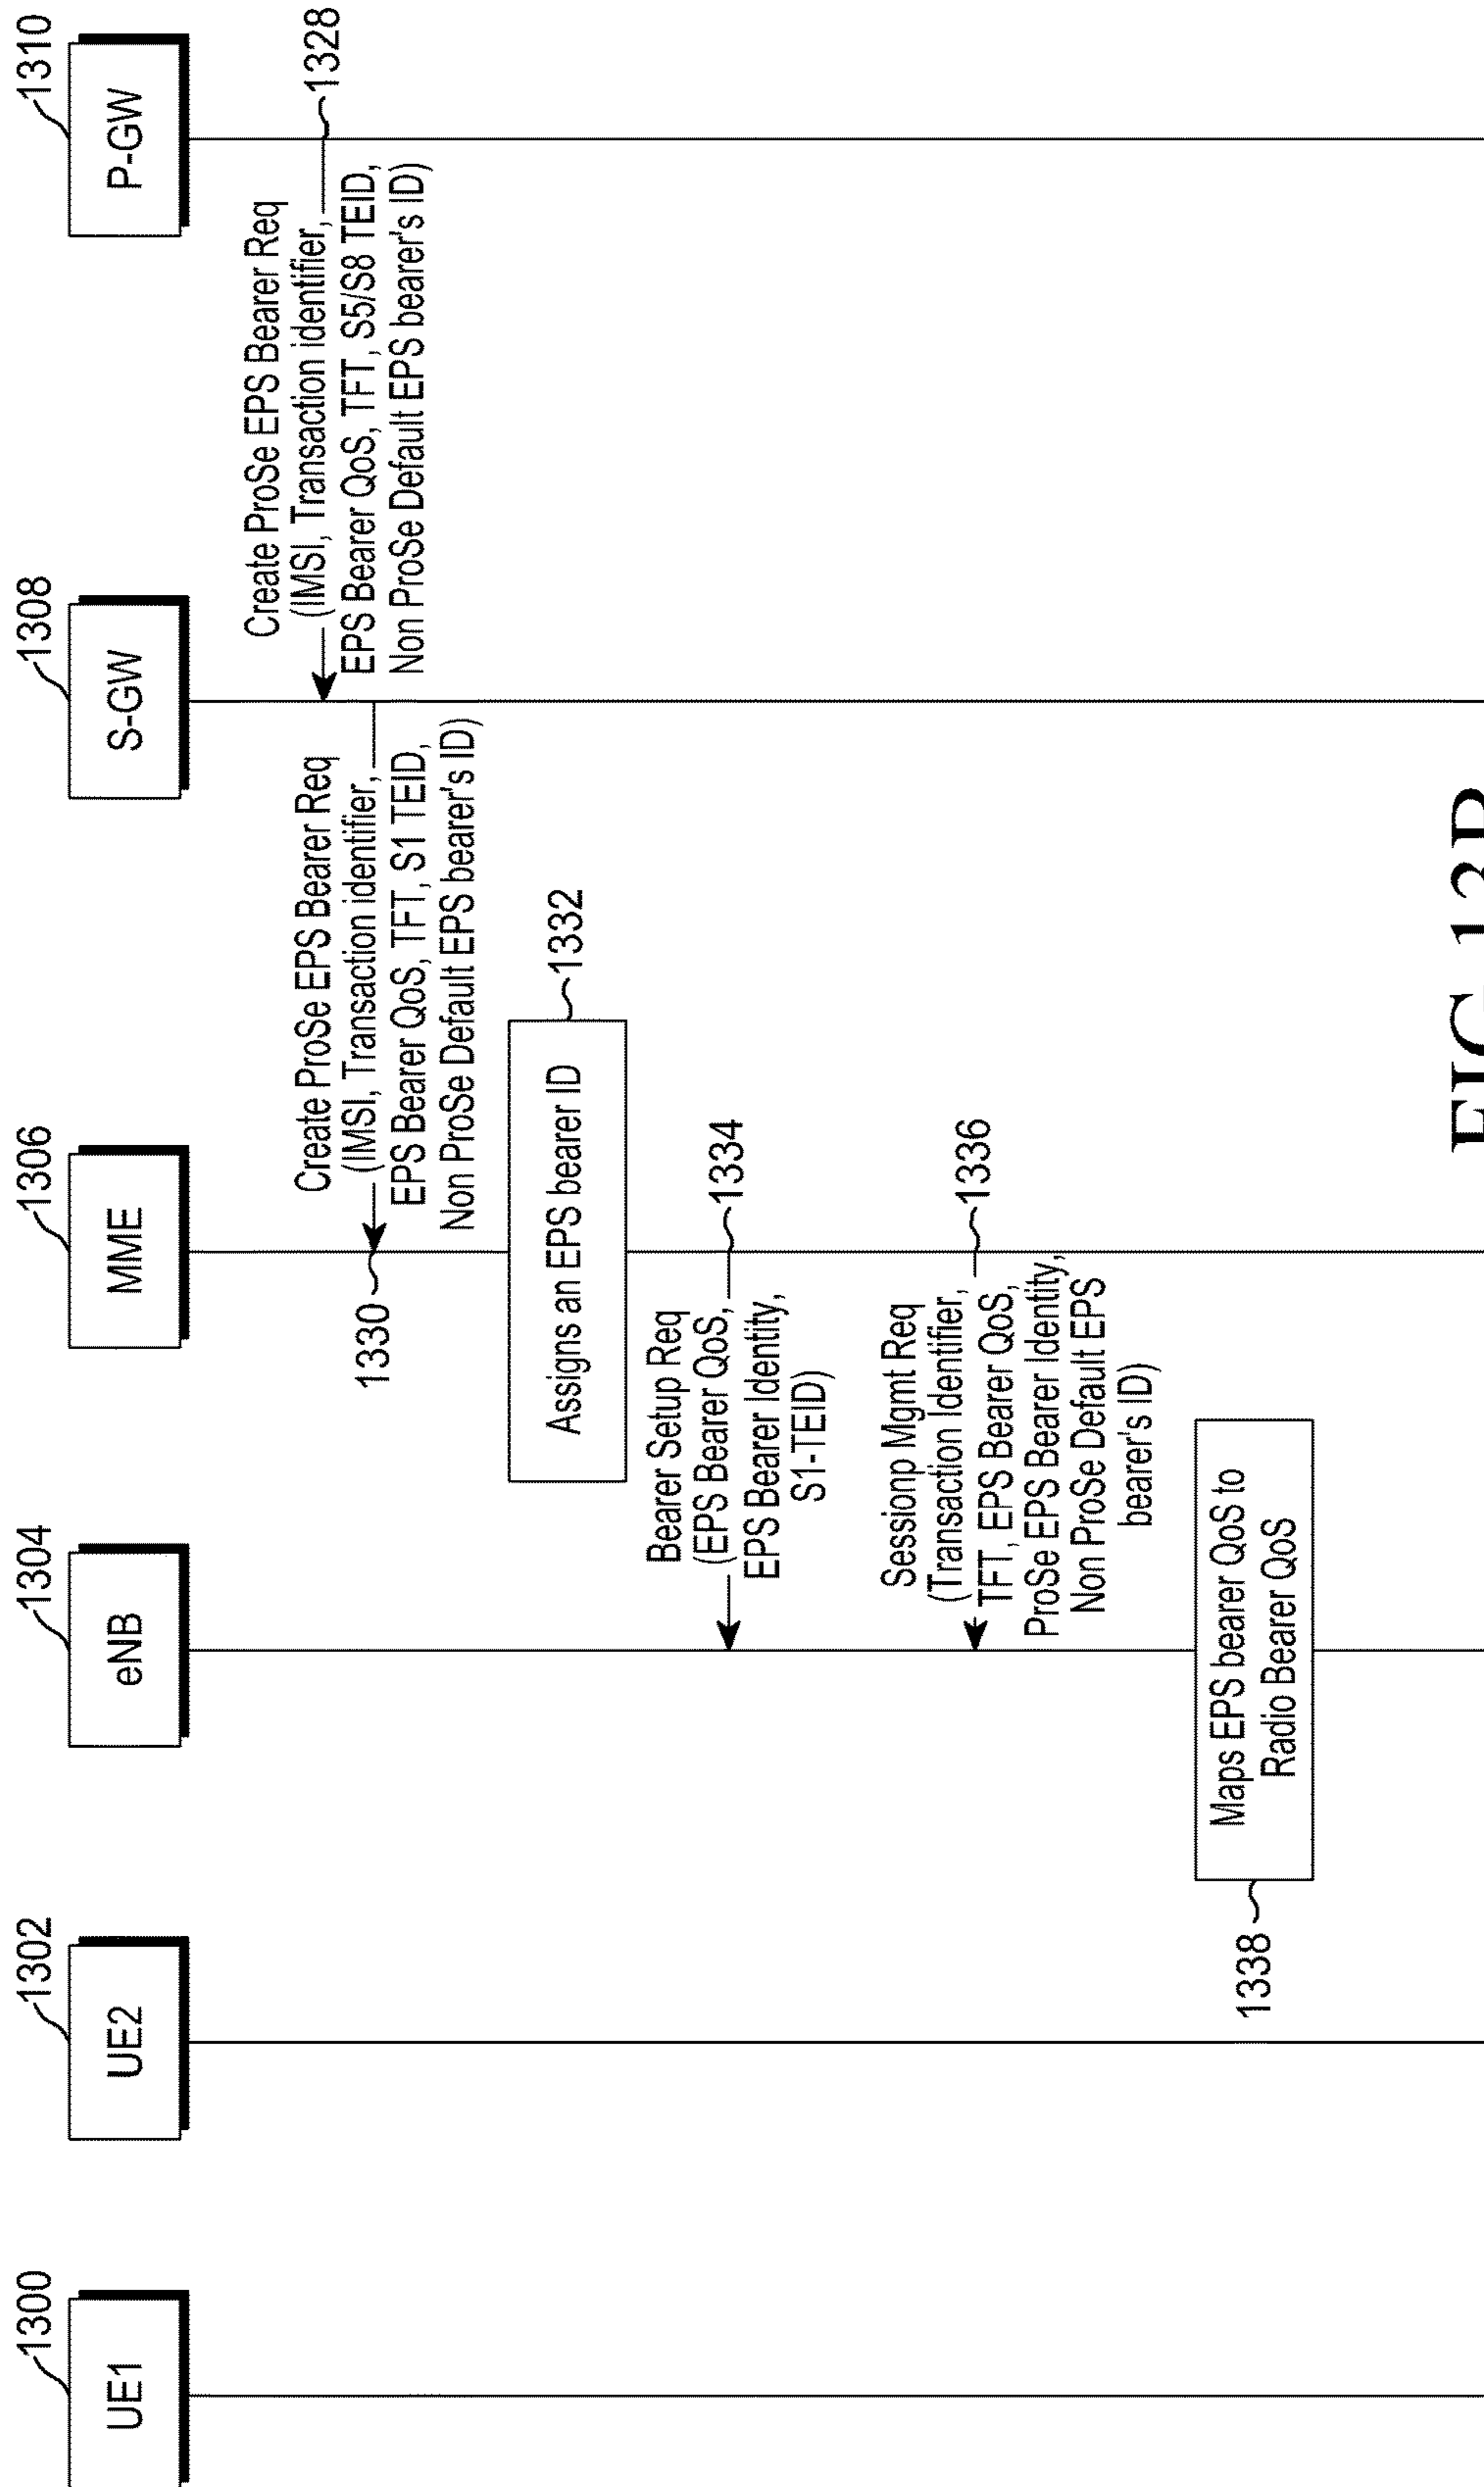 1300
1302
1304
1306
1308
1310
UE1
UE2
eNB
MME
S-GW
P-GW
Create ProSe EPS Bearer Req
(IMSI, Transaction identifier,
EPS Bearer QoS, TFT, S5/S8 TEID,
Non ProSe Default EPS bearer's ID)
1328
Create ProSe EPS Bearer Req
(IMSI, Transaction identifier,
EPS Bearer QoS, TFT, S1 TEID,
Non ProSe Default EPS bearer's ID)
1330
Assigns an EPS bearer ID
1332
Bearer Setup Req
(EPS Bearer QoS,
EPS Bearer Identity,
S1-TEID)
1334
Sessionp Mgmt Req
(Transaction Identifier,
TFT, EPS Bearer QoS,
ProSe EPS Bearer Identity,
Non ProSe Default EPS
bearer's ID)
1336
Maps EPS bearer QoS to
Radio Bearer QoS
1338